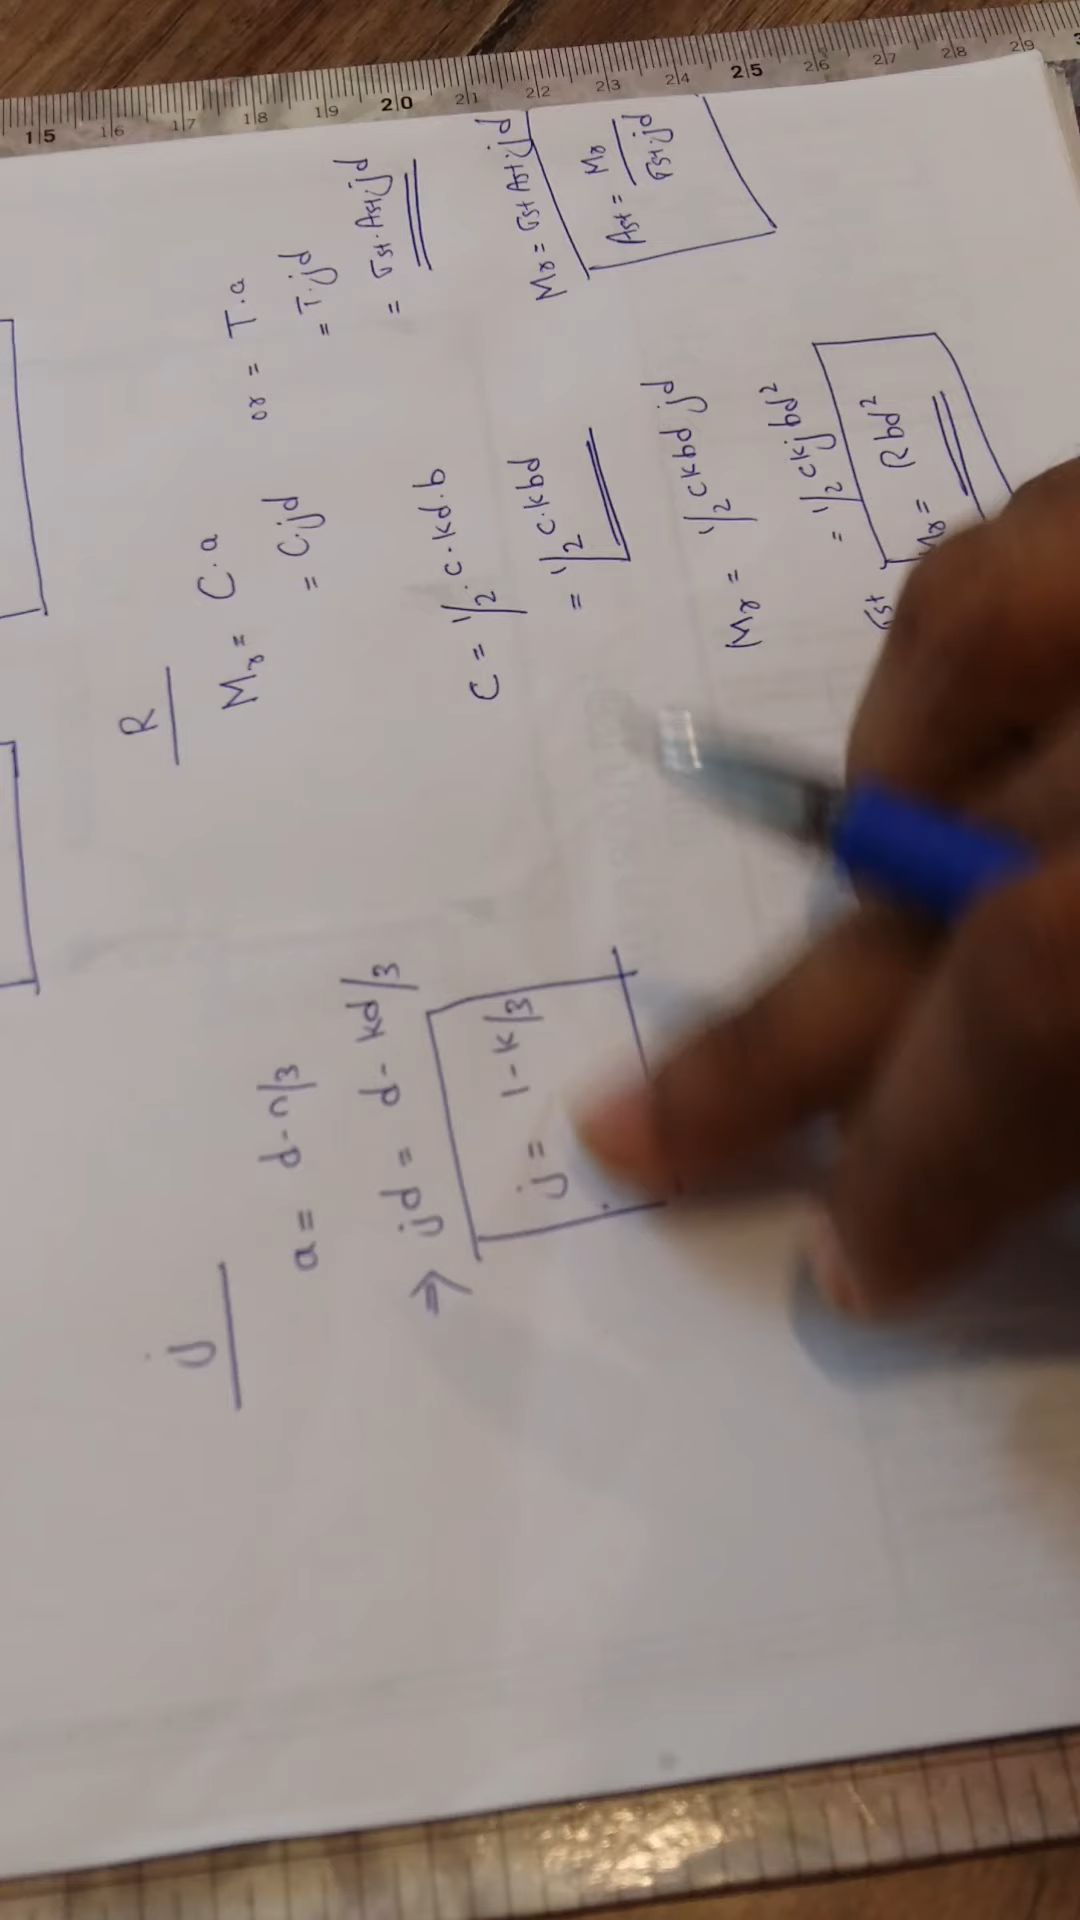 15 16 17 18 19 20 21 22 23 24 25 26 27 28 29
j
a = d - n/3
⇒ jd = d - kd/3
j = 1 - k/3
R
Mr = C.a or = T.a
= C.jd = T.jd
= σst.Ast.jd
C = 1/2.c.kd.b
= 1/2 c.kbd
Mr = σst Ast.jd
Ast = Mr / σst.jd
Mr = 1/2 ckbd jd
= 1/2 ckjbd²
Mr = Rbd²
σst